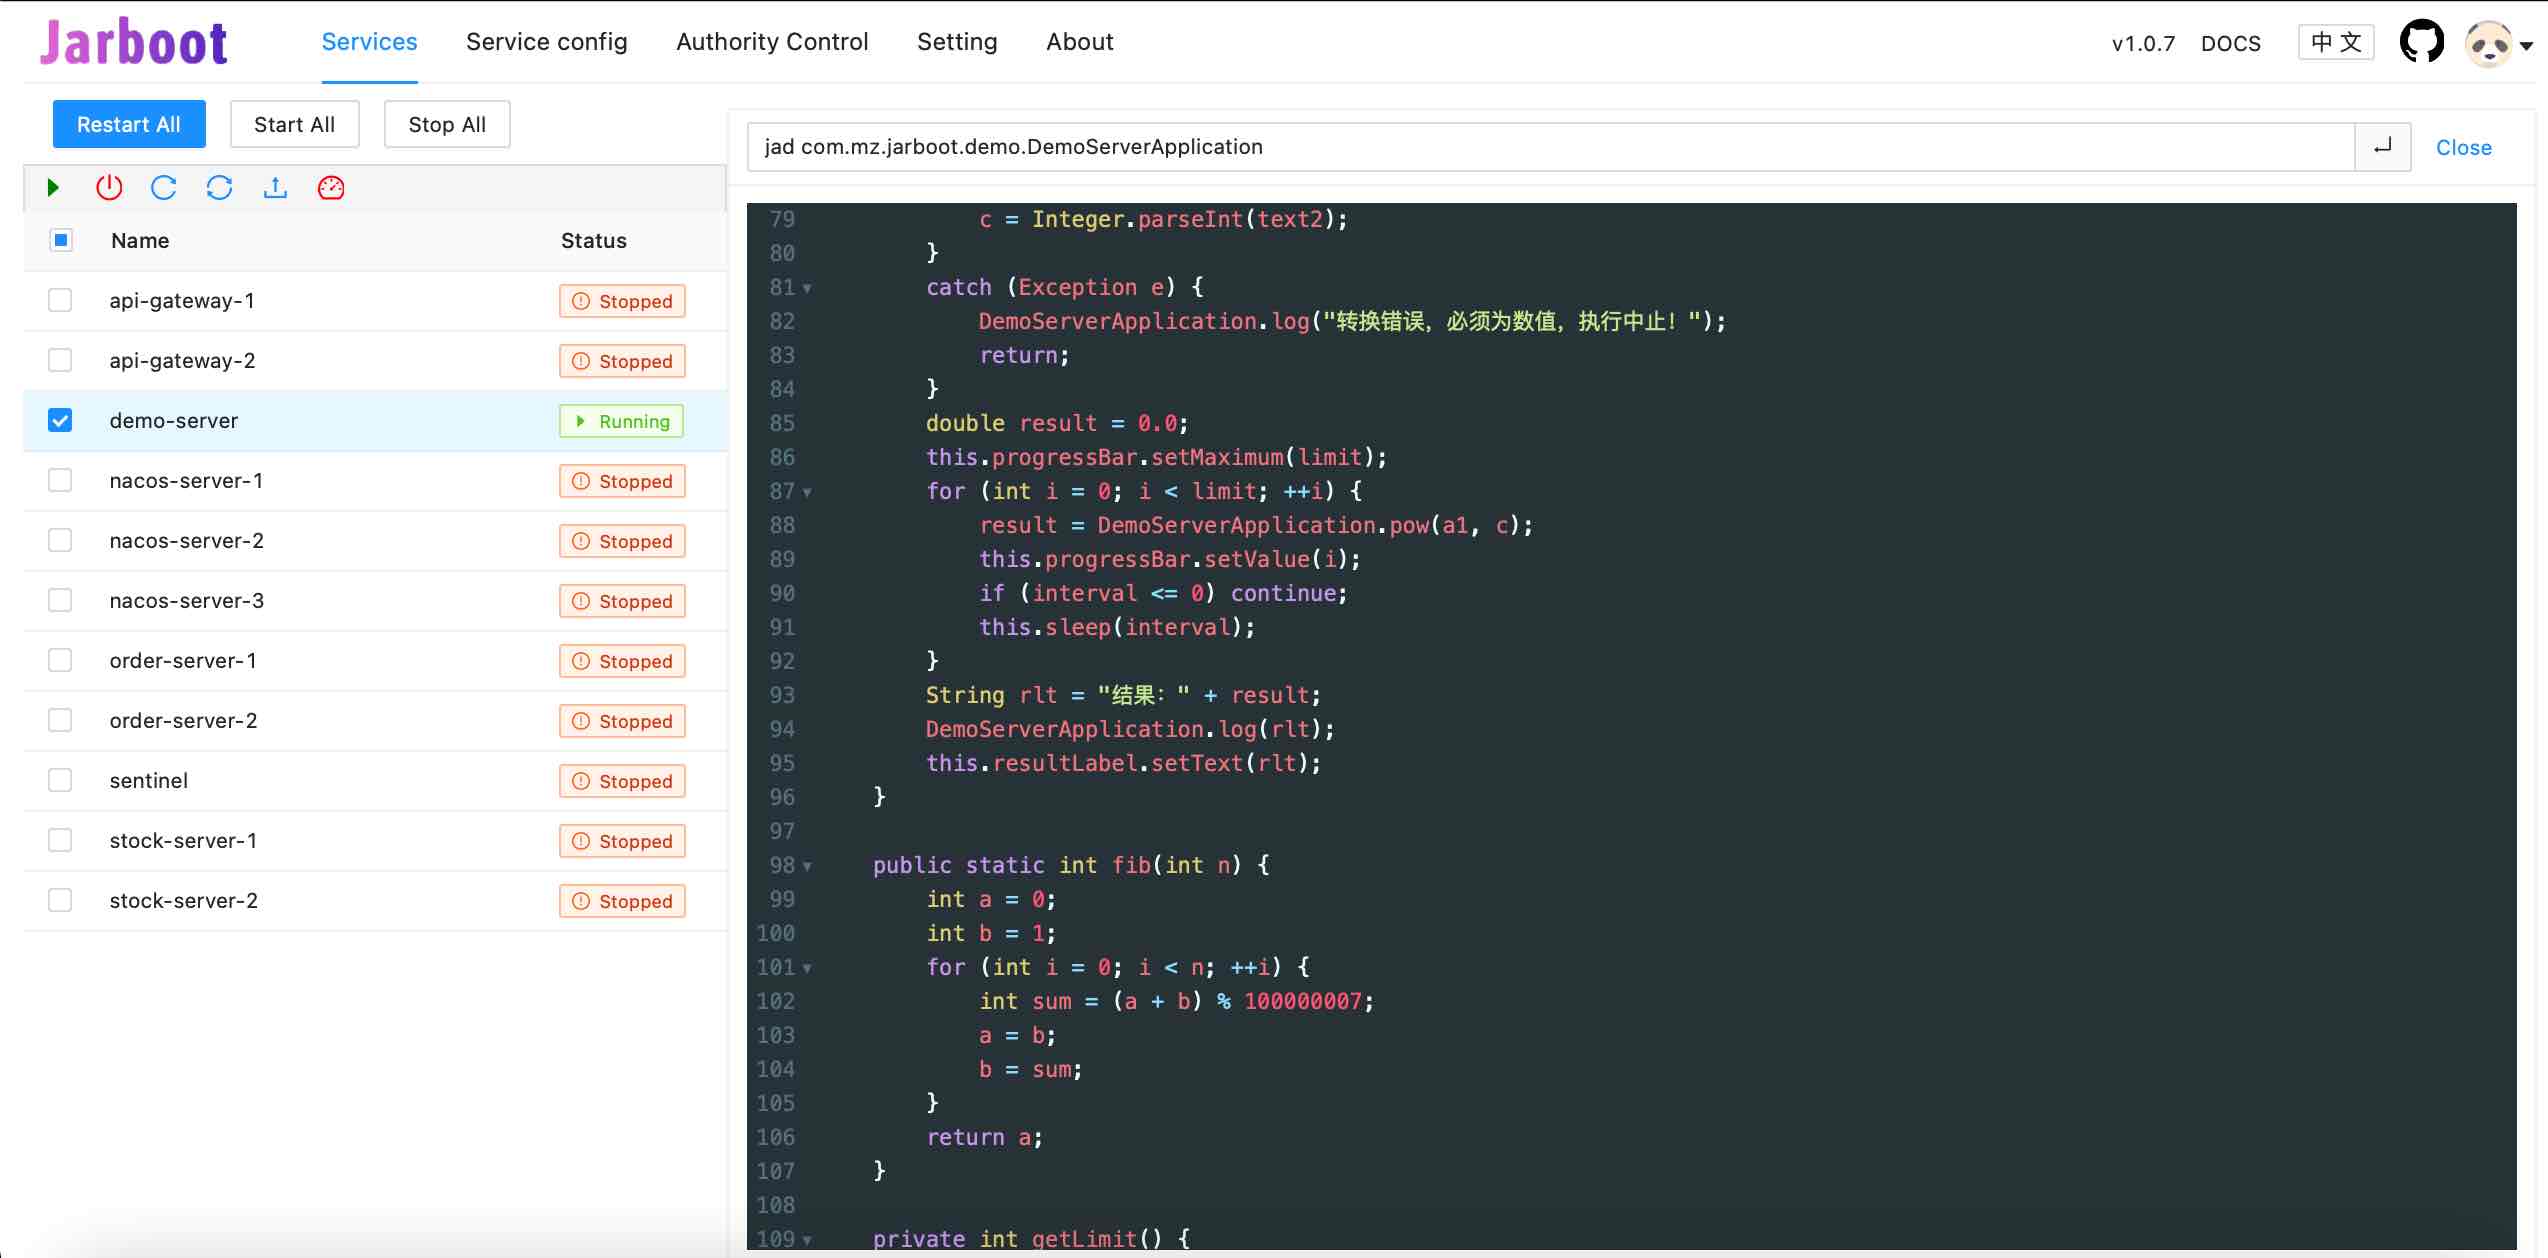 Jarboot
Services Service config Authority Control Setting About v1.0.7 DOCS 中 文
Restart All Start All Stop All
jad com.mz.jarboot.demo.DemoServerApplication
Close
Name Status
api-gateway-1 Stopped
api-gateway-2 Stopped
demo-server Running
nacos-server-1 Stopped
nacos-server-2 Stopped
nacos-server-3 Stopped
order-server-1 Stopped
order-server-2 Stopped
sentinel Stopped
stock-server-1 Stopped
stock-server-2 Stopped
79 c = Integer.parseInt(text2);
80 }
81 catch (Exception e) {
82 DemoServerApplication.log("转换错误，必须为数值，执行中止！");
83 return;
84 }
85 double result = 0.0;
86 this.progressBar.setMaximum(limit);
87 for (int i = 0; i < limit; ++i) {
88 result = DemoServerApplication.pow(a1, c);
89 this.progressBar.setValue(i);
90 if (interval <= 0) continue;
91 this.sleep(interval);
92 }
93 String rlt = "结果：" + result;
94 DemoServerApplication.log(rlt);
95 this.resultLabel.setText(rlt);
96 }
97
98 public static int fib(int n) {
99 int a = 0;
100 int b = 1;
101 for (int i = 0; i < n; ++i) {
102 int sum = (a + b) % 100000007;
103 a = b;
104 b = sum;
105 }
106 return a;
107 }
108
109 private int getLimit() {